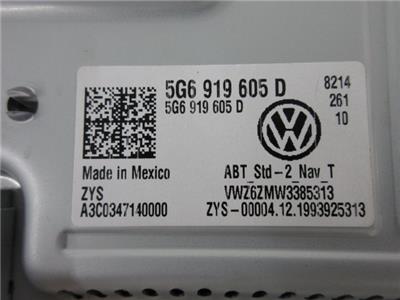 5G6 919 605 D
5G6 919 605 D
8214
261
10
Made in Mexico
ABT_Std-2_Nav_T
ZYS
VWZ6ZMW3385313
A3C0347140000
ZYS-00004.12.1993925313